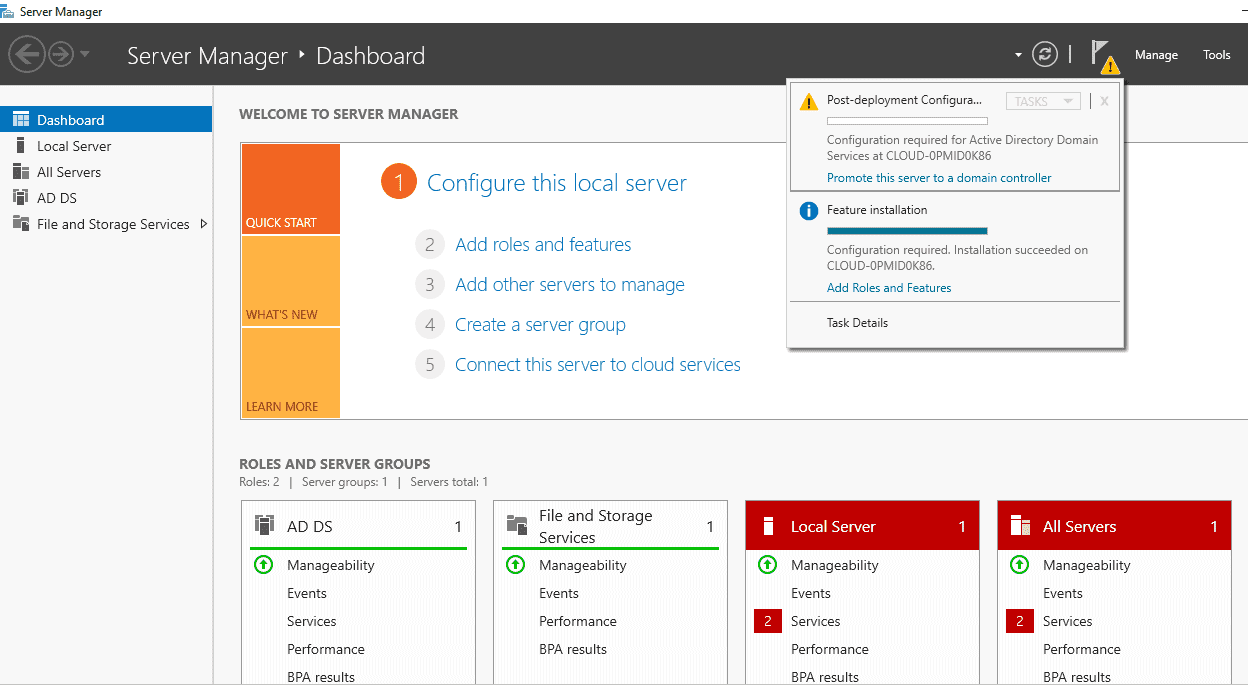 Server Manager
Server Manager ‣ Dashboard
Manage
Tools
Dashboard
Local Server
All Servers
AD DS
File and Storage Services
WELCOME TO SERVER MANAGER
QUICK START
WHAT'S NEW
LEARN MORE
1 Configure this local server
2 Add roles and features
3 Add other servers to manage
4 Create a server group
5 Connect this server to cloud services
Post-deployment Configura...
TASKS
X
Configuration required for Active Directory Domain
Services at CLOUD-0PMID0K86
Promote this server to a domain controller
Feature installation
Configuration required. Installation succeeded on
CLOUD-0PMID0K86.
Add Roles and Features
Task Details
ROLES AND SERVER GROUPS
Roles: 2 | Server groups: 1 | Servers total: 1
AD DS 1
Manageability
Events
Services
Performance
BPA results
File and Storage
Services
1
Manageability
Events
Performance
BPA results
Local Server 1
Manageability
Events
2 Services
Performance
BPA results
All Servers 1
Manageability
Events
2 Services
Performance
BPA results